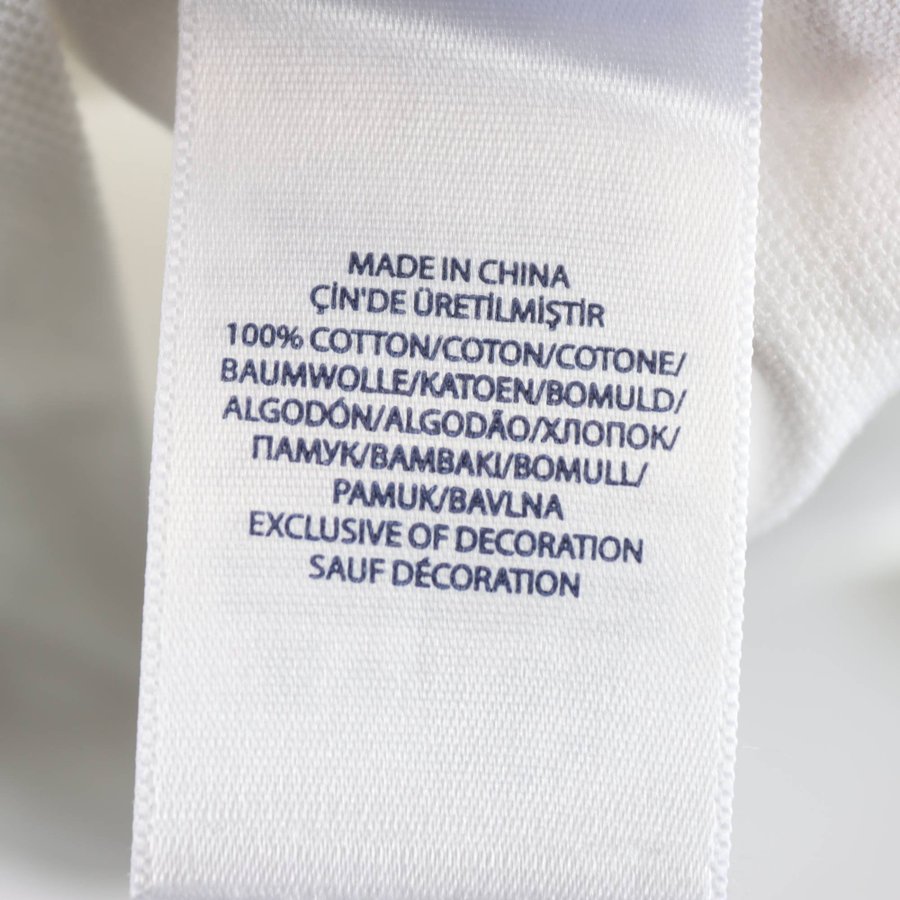 MADE IN CHINA
ÇİN'DE ÜRETİLMİŞTİR
100% COTTON/COTON/COTONE/
BAUMWOLLE/KATOEN/BOMULD/
ALGODÓN/ALGODÃO/ХЛОПОК/
ПАМУК/ΒΑΜΒΑΚΙ/BOMULL/
PAMUK/BAVLNA
EXCLUSIVE OF DECORATION
SAUF DÉCORATION